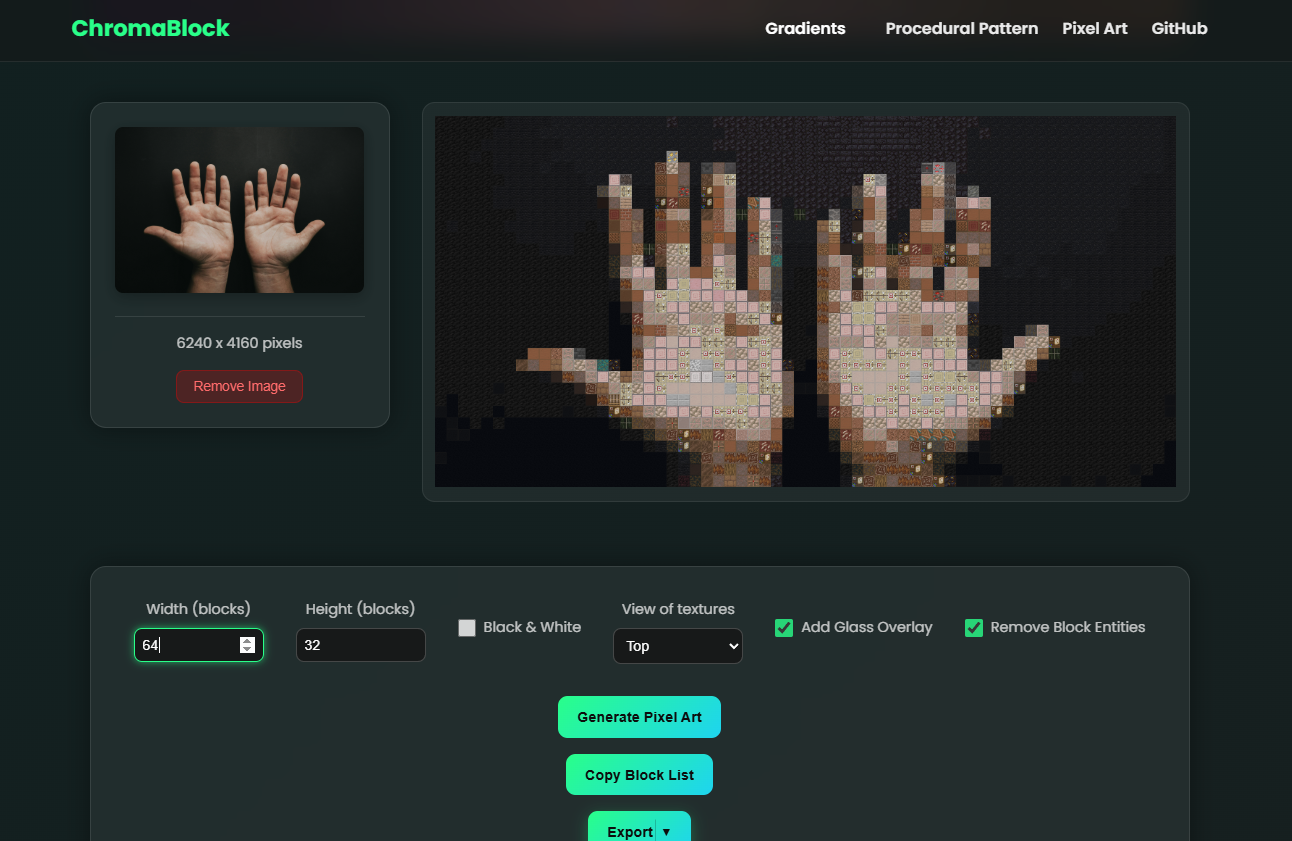 ChromaBlock
Gradients Procedural Pattern Pixel Art GitHub
6240 x 4160 pixels
Remove Image
Width (blocks)
64
Height (blocks)
32
Black & White
View of textures
Top
Add Glass Overlay
Remove Block Entities
Generate Pixel Art
Copy Block List
Export ▼